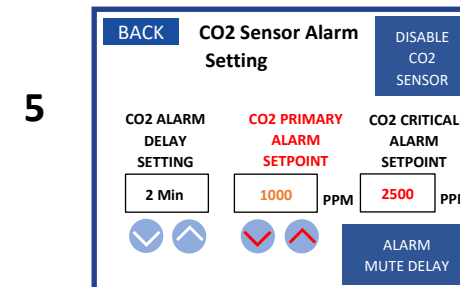 5
BACK
CO2 Sensor Alarm
Setting
DISABLE
CO2
SENSOR
CO2 ALARM
DELAY
SETTING
CO2 PRIMARY
ALARM
SETPOINT
CO2 CRITICAL
ALARM
SETPOINT
2 Min
1000 PPM
2500
ALARM
MUTE DELAY